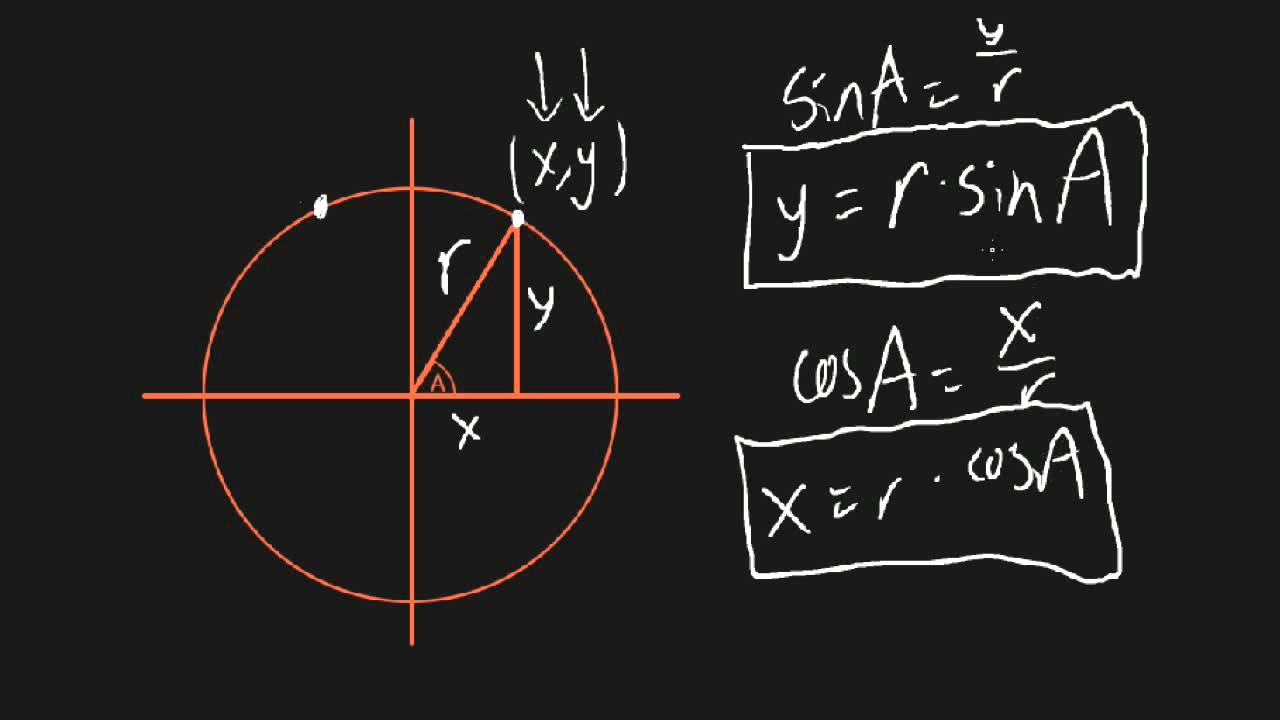 (x,y)
r
y
A
x
sinA = y/r
y = r·sinA
cosA = x/r
x = r·cosA